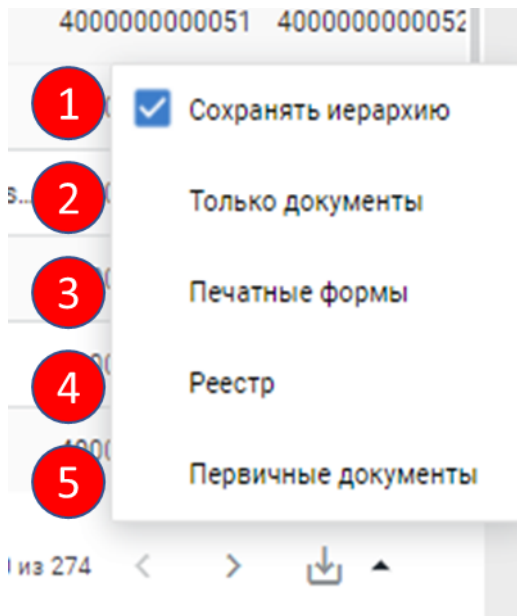 4000000000051 4000000000052
1 Сохранять иерархию
2 Только документы
3 Печатные формы
4 Реестр
5 Первичные документы
из 274